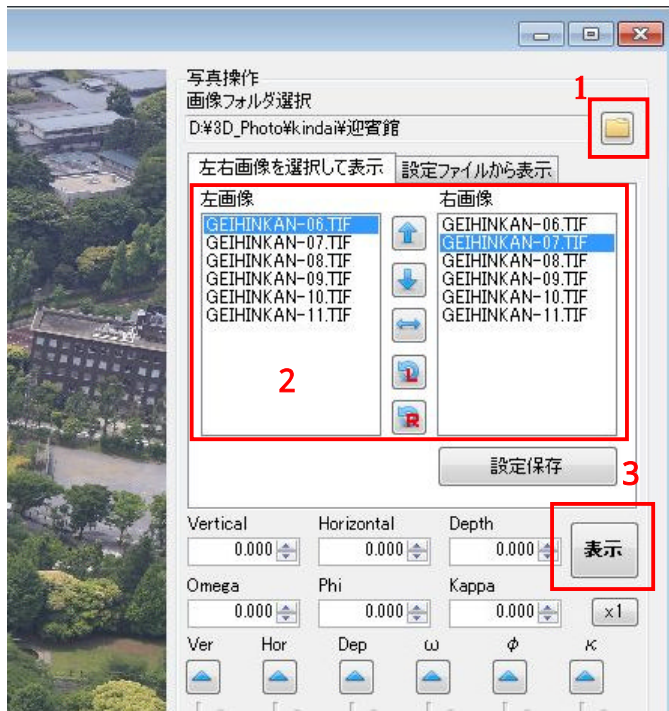 写真操作
1
画像フォルダ選択
D:¥3D_Photo¥kindai¥迎賓館
左右画像を選択して表示 設定ファイルから表示
左画像 右画像
GEIHINKAN-06.TIF GEIHINKAN-06.TIF
GEIHINKAN-07.TIF GEIHINKAN-07.TIF
GEIHINKAN-08.TIF GEIHINKAN-08.TIF
GEIHINKAN-09.TIF GEIHINKAN-09.TIF
GEIHINKAN-10.TIF GEIHINKAN-10.TIF
GEIHINKAN-11.TIF GEIHINKAN-11.TIF
2
L
R
設定保存
3
Vertical Horizontal Depth
0.000 0.000 0.000 表示
Omega Phi Kappa
0.000 0.000 0.000 x1
Ver Hor Dep ω φ κ